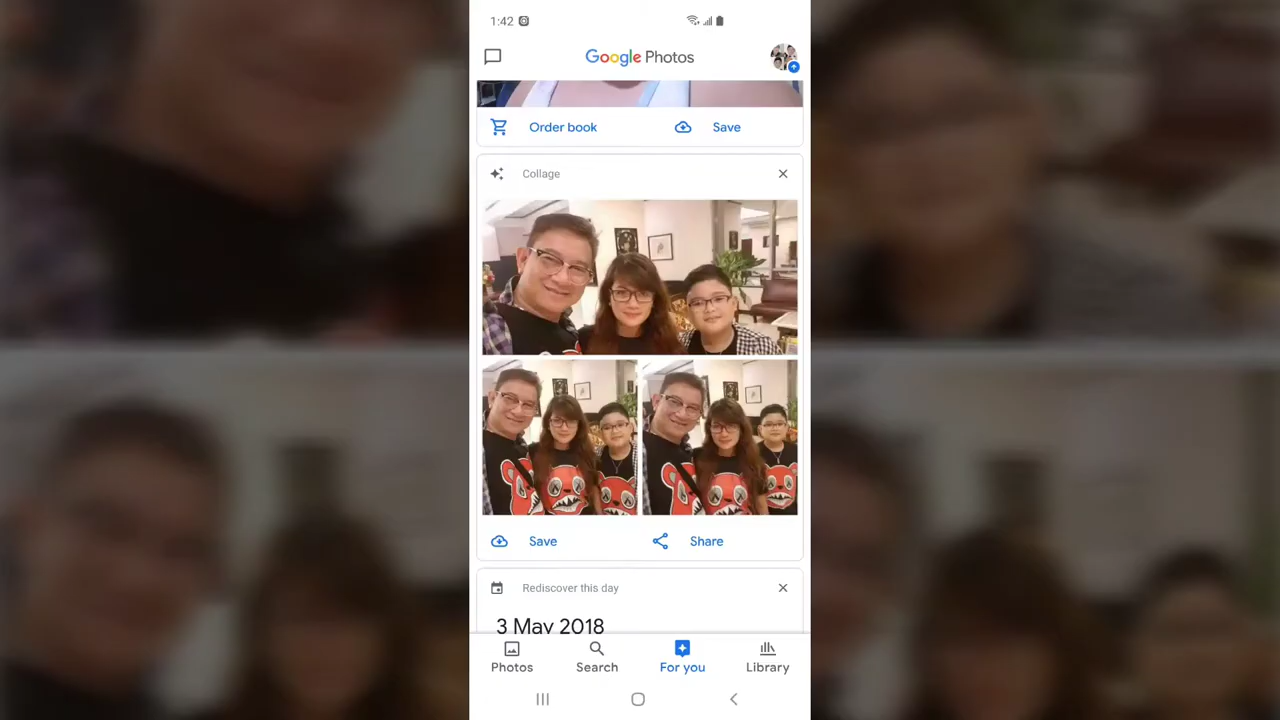 1:42
Google Photos
Order book
Save
Collage
Save
Share
Rediscover this day
3 May 2018
Photos
Search
For you
Library